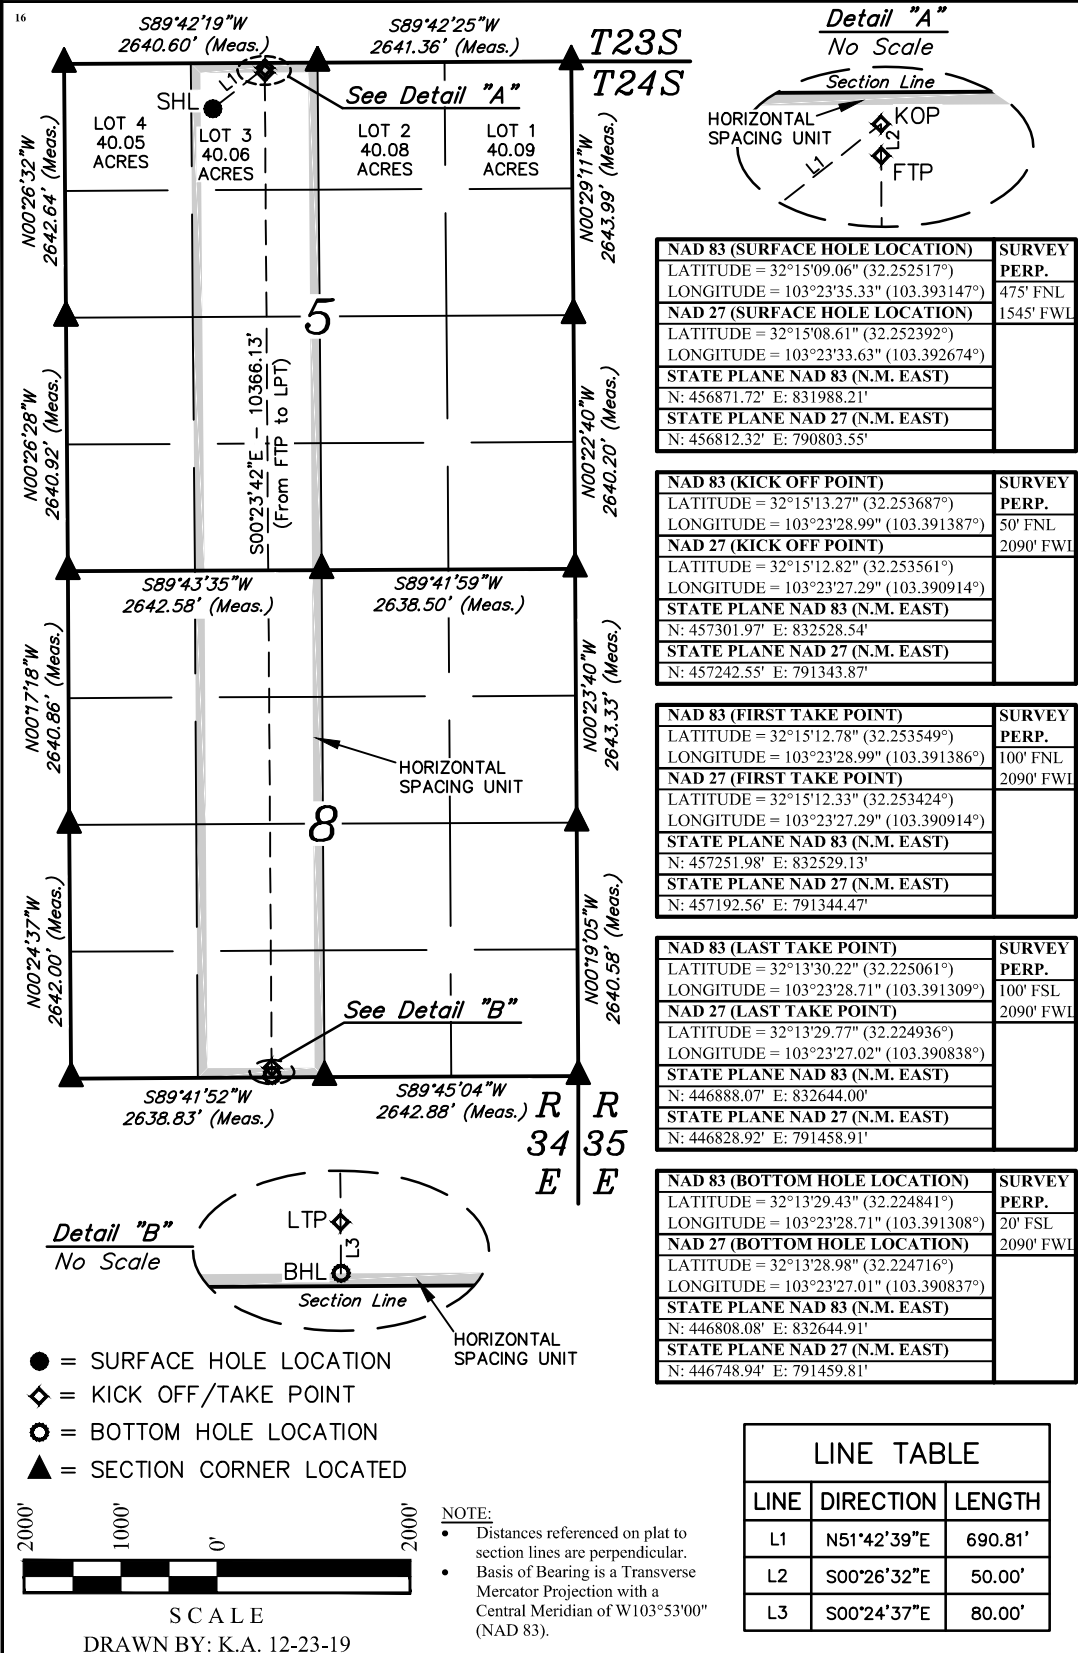 16
S89°42'19"W
2640.60' (Meas.)
S89°42'25"W
2641.36' (Meas.)
T23S
T24S
L1
SHL
See Detail "A"
LOT 4
40.05
ACRES
LOT 3
40.06
ACRES
LOT 2
40.08
ACRES
LOT 1
40.09
ACRES
N00°26'32"W
2642.64' (Meas.)
N00°29'11"W
2643.99' (Meas.)
5
S00°23'42"E – 10366.13'
(From FTP to LPT)
N00°26'28"W
2640.92' (Meas.)
N00°22'40"W
2640.20' (Meas.)
S89°43'35"W
2642.58' (Meas.)
S89°41'59"W
2638.50' (Meas.)
N00°17'18"W
2640.86' (Meas.)
N00°23'40"W
2643.33' (Meas.)
HORIZONTAL
SPACING UNIT
8
N00°24'37"W
2642.00' (Meas.)
N00°19'05"W
2640.58' (Meas.)
See Detail "B"
S89°41'52"W
2638.83' (Meas.)
S89°45'04"W
2642.88' (Meas.)
R R
34 35
E E
Detail "A"
No Scale
Section Line
HORIZONTAL
SPACING UNIT
KOP
L2
L1
FTP
NAD 83 (SURFACE HOLE LOCATION)
LATITUDE = 32°15'09.06" (32.252517°)
LONGITUDE = 103°23'35.33" (103.393147°)
NAD 27 (SURFACE HOLE LOCATION)
LATITUDE = 32°15'08.61" (32.252392°)
LONGITUDE = 103°23'33.63" (103.392674°)
STATE PLANE NAD 83 (N.M. EAST)
N: 456871.72' E: 831988.21'
STATE PLANE NAD 27 (N.M. EAST)
N: 456812.32' E: 790803.55'
SURVEY
PERP.
475' FNL
1545' FWL
NAD 83 (KICK OFF POINT)
LATITUDE = 32°15'13.27" (32.253687°)
LONGITUDE = 103°23'28.99" (103.391387°)
NAD 27 (KICK OFF POINT)
LATITUDE = 32°15'12.82" (32.253561°)
LONGITUDE = 103°23'27.29" (103.390914°)
STATE PLANE NAD 83 (N.M. EAST)
N: 457301.97' E: 832528.54'
STATE PLANE NAD 27 (N.M. EAST)
N: 457242.55' E: 791343.87'
SURVEY
PERP.
50' FNL
2090' FWL
NAD 83 (FIRST TAKE POINT)
LATITUDE = 32°15'12.78" (32.253549°)
LONGITUDE = 103°23'28.99" (103.391386°)
NAD 27 (FIRST TAKE POINT)
LATITUDE = 32°15'12.33" (32.253424°)
LONGITUDE = 103°23'27.29" (103.390914°)
STATE PLANE NAD 83 (N.M. EAST)
N: 457251.98' E: 832529.13'
STATE PLANE NAD 27 (N.M. EAST)
N: 457192.56' E: 791344.47'
SURVEY
PERP.
100' FNL
2090' FWL
NAD 83 (LAST TAKE POINT)
LATITUDE = 32°13'30.22" (32.225061°)
LONGITUDE = 103°23'28.71" (103.391309°)
NAD 27 (LAST TAKE POINT)
LATITUDE = 32°13'29.77" (32.224936°)
LONGITUDE = 103°23'27.02" (103.390838°)
STATE PLANE NAD 83 (N.M. EAST)
N: 446888.07' E: 832644.00'
STATE PLANE NAD 27 (N.M. EAST)
N: 446828.92' E: 791458.91'
SURVEY
PERP.
100' FSL
2090' FWL
NAD 83 (BOTTOM HOLE LOCATION)
LATITUDE = 32°13'29.43" (32.224841°)
LONGITUDE = 103°23'28.71" (103.391308°)
NAD 27 (BOTTOM HOLE LOCATION)
LATITUDE = 32°13'28.98" (32.224716°)
LONGITUDE = 103°23'27.01" (103.390837°)
STATE PLANE NAD 83 (N.M. EAST)
N: 446808.08' E: 832644.91'
STATE PLANE NAD 27 (N.M. EAST)
N: 446748.94' E: 791459.81'
SURVEY
PERP.
20' FSL
2090' FWL
Detail "B"
No Scale
LTP
L3
BHL
Section Line
HORIZONTAL
SPACING UNIT
= SURFACE HOLE LOCATION
= KICK OFF/TAKE POINT
= BOTTOM HOLE LOCATION
= SECTION CORNER LOCATED
2000' 1000' 0' 2000'
SCALE
DRAWN BY: K.A. 12-23-19
NOTE:
• Distances referenced on plat to
section lines are perpendicular.
• Basis of Bearing is a Transverse
Mercator Projection with a
Central Meridian of W103°53'00"
(NAD 83).
LINE TABLE
LINE DIRECTION LENGTH
L1 N51°42'39"E 690.81'
L2 S00°26'32"E 50.00'
L3 S00°24'37"E 80.00'